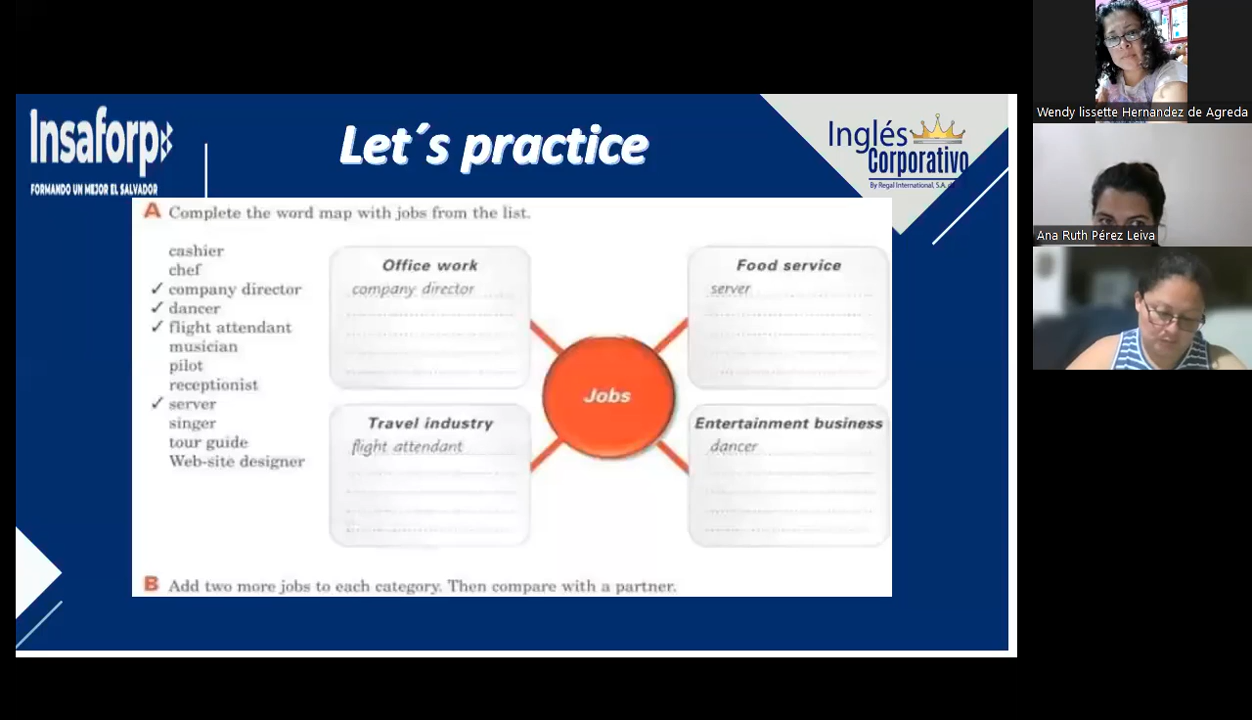 Insaforp
FORMANDO UN MEJOR EL SALVADOR
Let´s practice
Inglés
Corporativo
By Regal International, S.A.
A Complete the word map with jobs from the list.
cashier
chef
✓ company director
✓ dancer
✓ flight attendant
musician
pilot
receptionist
✓ server
singer
tour guide
Web-site designer
Office work
company director
Food service
server
Jobs
Travel industry
flight attendant
Entertainment business
dancer
B Add two more jobs to each category. Then compare with a partner.
Wendy lissette Hernandez de Agreda
Ana Ruth Pérez Leiva